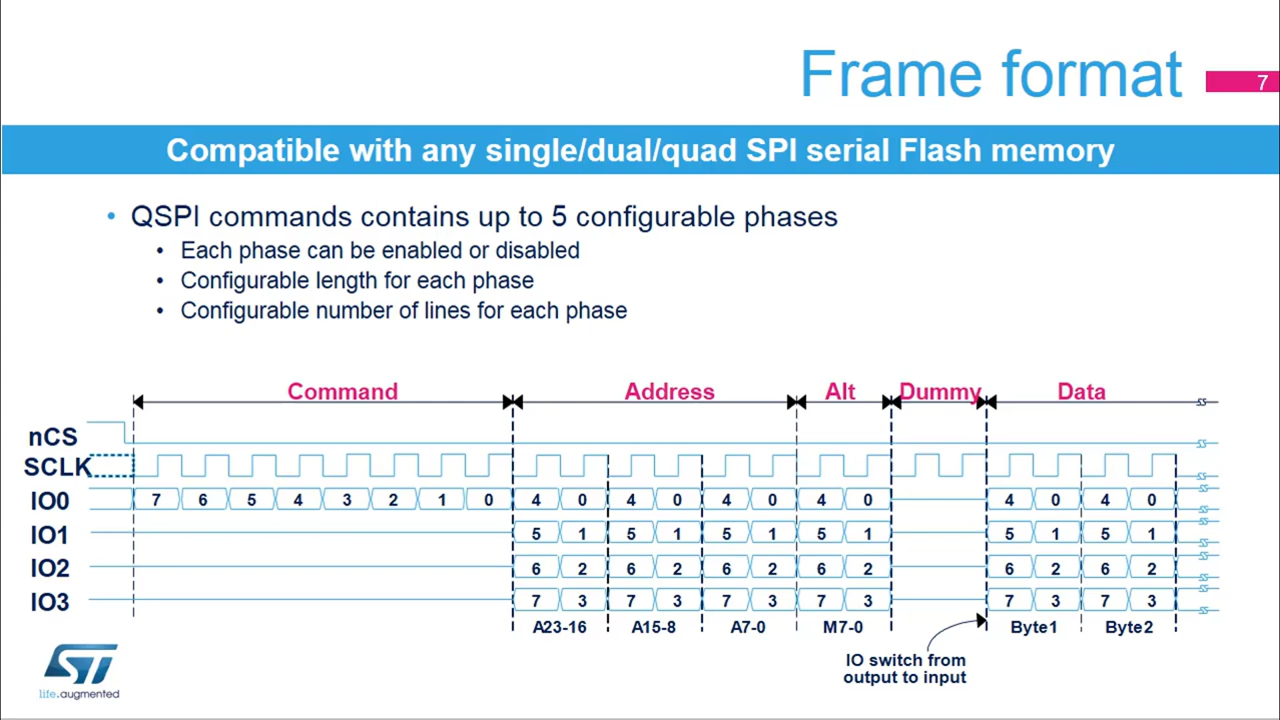 Frame format
7
Compatible with any single/dual/quad SPI serial Flash memory
• QSPI commands contains up to 5 configurable phases
• Each phase can be enabled or disabled
• Configurable length for each phase
• Configurable number of lines for each phase
Command Address Alt Dummy Data
nCS
SCLK
IO0 7 6 5 4 3 2 1 0 4 0 4 0 4 0 4 0 4 0 4 0
IO1 5 1 5 1 5 1 5 1 5 1 5 1
IO2 6 2 6 2 6 2 6 2 6 2 6 2
IO3 7 3 7 3 7 3 7 3 7 3 7 3
A23-16 A15-8 A7-0 M7-0 Byte1 Byte2
IO switch from
output to input
ST
life.augmented